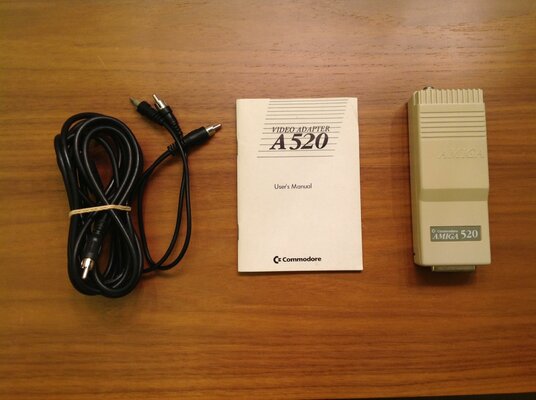 VIDEO ADAPTER
A520
User's Manual
Commodore
AMIGA
Commodore
AMIGA 520